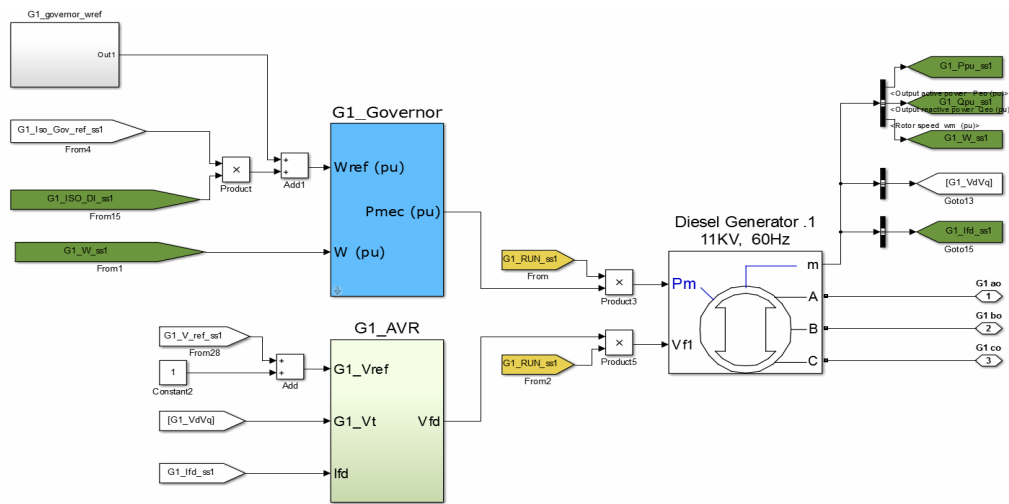 G1_governor_wref
Out1
G1_Iso_Gov_ref_ss1
From4
G1_ISO_DI_ss1
From15
G1_W_ss1
From1
×
Product
+
+
Add1
G1_Governor
Wref (pu)
Pmec (pu)
W (pu)
G1_V_ref_ss1
From28
1
Constant2
+
+
Add
[G1_VdVq]
G1_Ifd_ss1
G1_AVR
G1_Vref
G1_Vt
Vfd
Ifd
G1_RUN_ss1
From
×
Product3
G1_RUN_ss1
From2
×
Product5
Diesel Generator .1
11KV, 60Hz
Pm
Vf1
m
A
B
C
G1_Ppu_ss1
<Output active power Peo (pu)>
G1_Qpu_ss1
<Output reactive power Qeo (pu)
<Rotor speed wm (pu)>
G1_W_ss1
[G1_VdVq]
Goto13
G1_Ifd_ss1
Goto15
G1 ao
1
G1 bo
2
G1 co
3